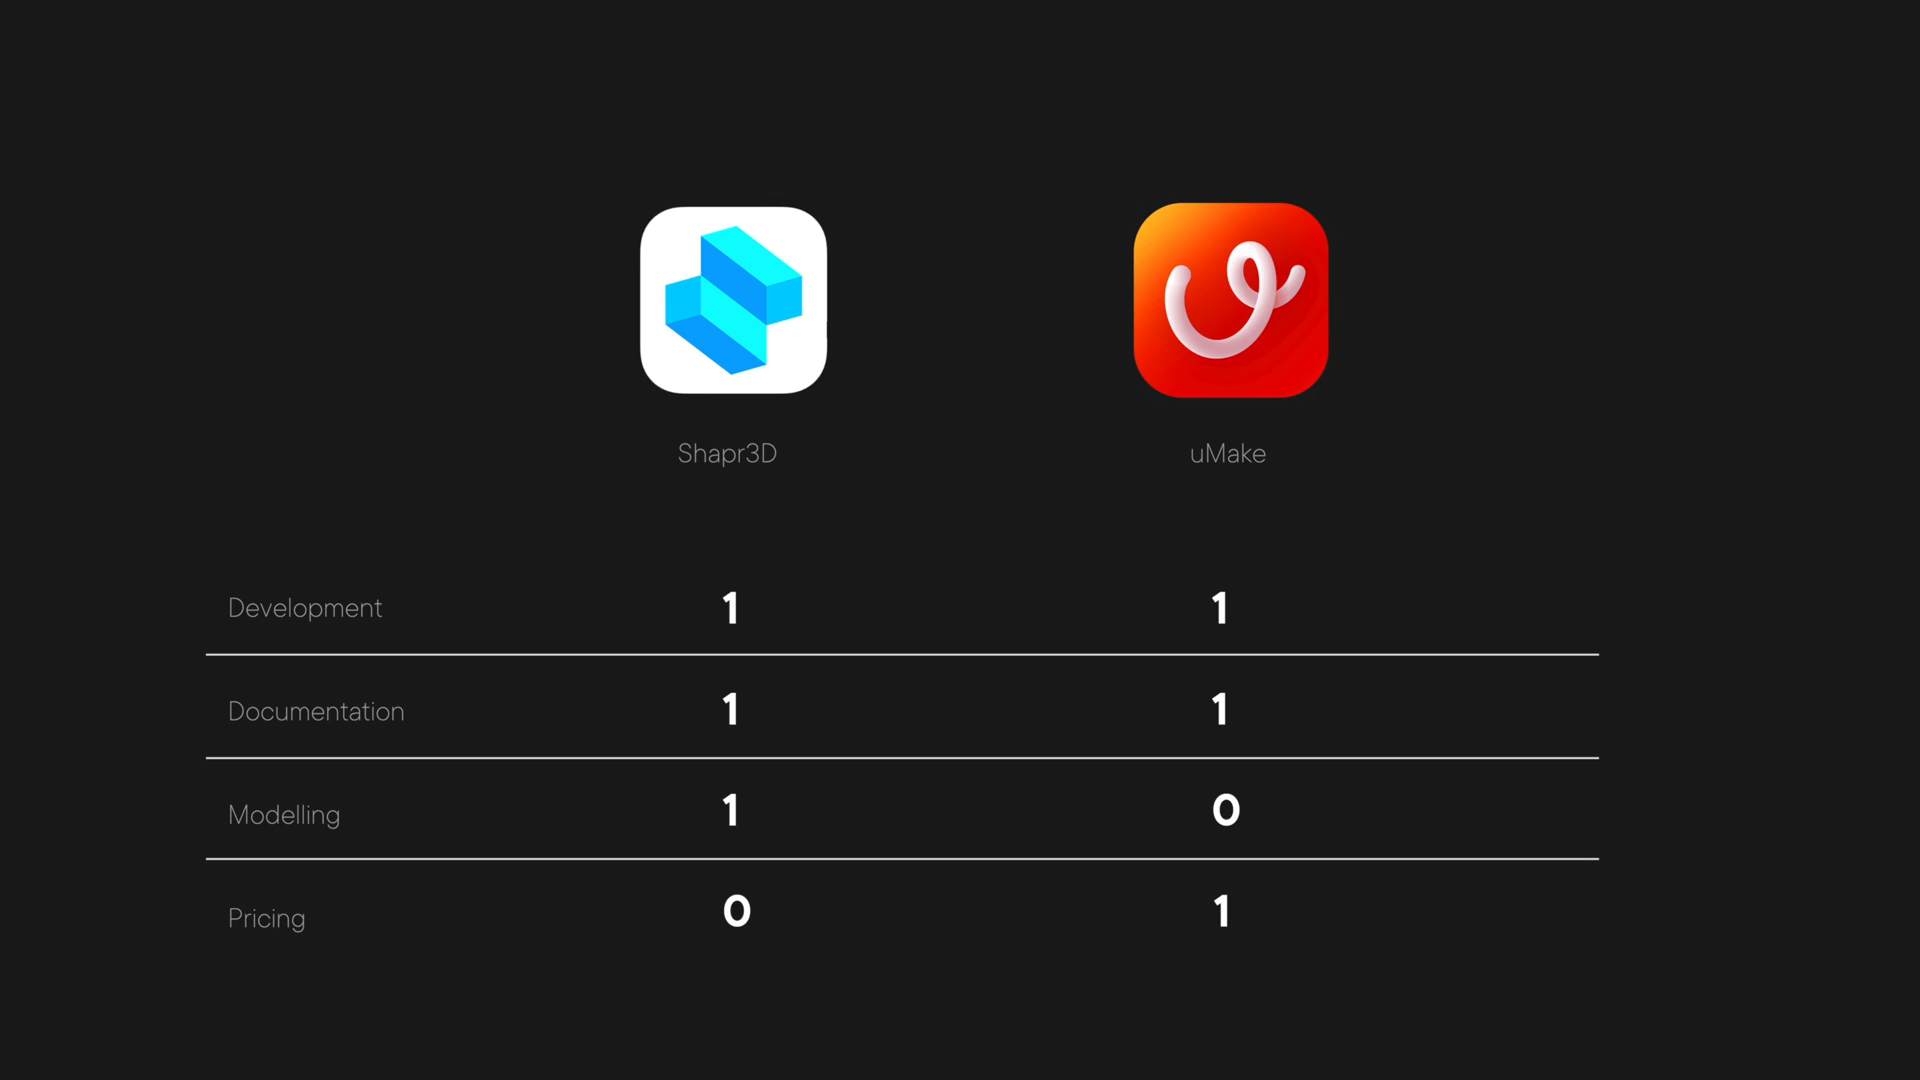 Shapr3D uMake
Development 1 1
Documentation 1 1
Modelling 1 0
Pricing 0 1